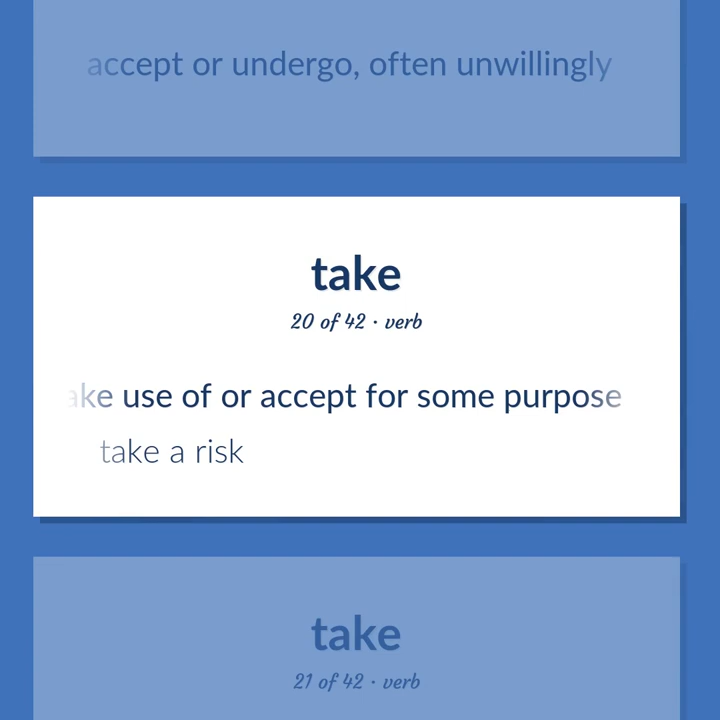 accept or undergo, often unwillingly
take
20 of 42 · verb
ake use of or accept for some purpose
take a risk
take
21 of 42 · verb